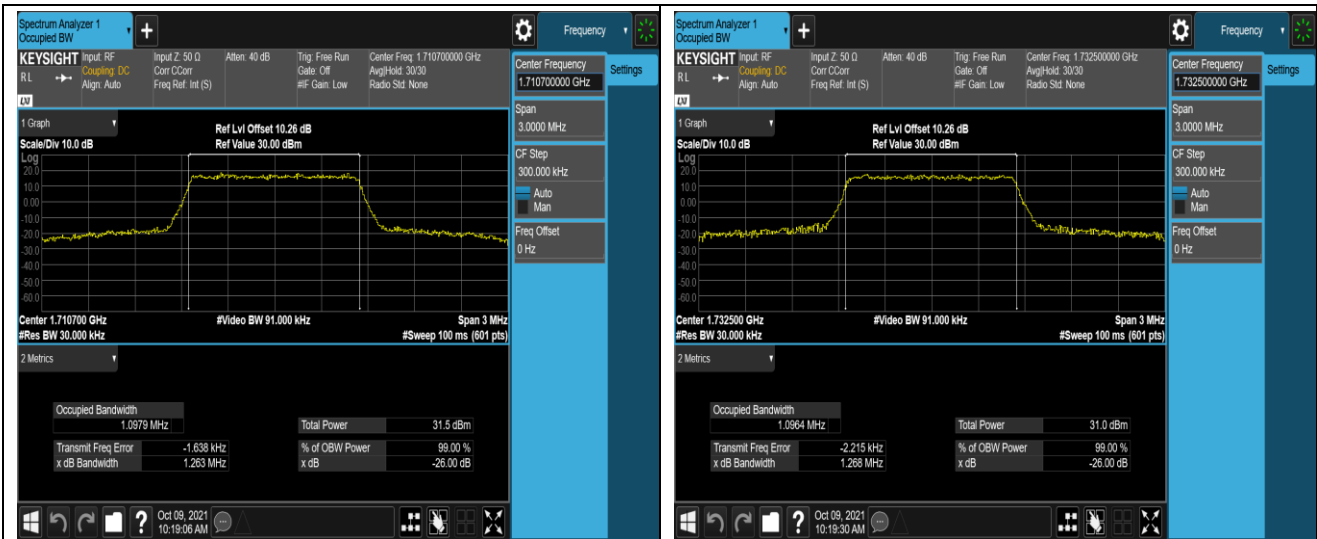 Spectrum Analyzer 1
Occupied BW
+
Frequency
KEYSIGHT
RL
LXI
Input: RF
Coupling: DC
Align: Auto
Input Z: 50 Ω
Corr CCorr
Freq Ref: Int (S)
Atten: 40 dB
Trig: Free Run
Gate: Off
#IF Gain: Low
Center Freq: 1.710700000 GHz
Avg|Hold: 30/30
Radio Std: None
Center Frequency
1.710700000 GHz
Settings
Span
3.0000 MHz
CF Step
300.000 kHz
Auto
Man
Freq Offset
0 Hz
1 Graph
Ref Lvl Offset 10.26 dB
Scale/Div 10.0 dB
Ref Value 30.00 dBm
Log
20.0
10.0
0.00
-10.0
-20.0
-30.0
-40.0
-50.0
-60.0
Center 1.710700 GHz
#Video BW 91.000 kHz
Span 3 MHz
#Res BW 30.000 kHz
#Sweep 100 ms (601 pts)
2 Metrics
Occupied Bandwidth
1.0979 MHz
Total Power 31.5 dBm
Transmit Freq Error -1.638 kHz
% of OBW Power 99.00 %
x dB Bandwidth 1.263 MHz
x dB -26.00 dB
?
Oct 09, 2021
10:19:06 AM
Spectrum Analyzer 1
Occupied BW
+
Frequency
KEYSIGHT
RL
LXI
Input: RF
Coupling: DC
Align: Auto
Input Z: 50 Ω
Corr CCorr
Freq Ref: Int (S)
Atten: 40 dB
Trig: Free Run
Gate: Off
#IF Gain: Low
Center Freq: 1.732500000 GHz
Avg|Hold: 30/30
Radio Std: None
Center Frequency
1.732500000 GHz
Settings
Span
3.0000 MHz
CF Step
300.000 kHz
Auto
Man
Freq Offset
0 Hz
1 Graph
Ref Lvl Offset 10.26 dB
Scale/Div 10.0 dB
Ref Value 30.00 dBm
Log
20.0
10.0
0.00
-10.0
-20.0
-30.0
-40.0
-50.0
-60.0
Center 1.732500 GHz
#Video BW 91.000 kHz
Span 3 MHz
#Res BW 30.000 kHz
#Sweep 100 ms (601 pts)
2 Metrics
Occupied Bandwidth
1.0964 MHz
Total Power 31.0 dBm
Transmit Freq Error -2.215 kHz
% of OBW Power 99.00 %
x dB Bandwidth 1.268 MHz
x dB -26.00 dB
?
Oct 09, 2021
10:19:30 AM